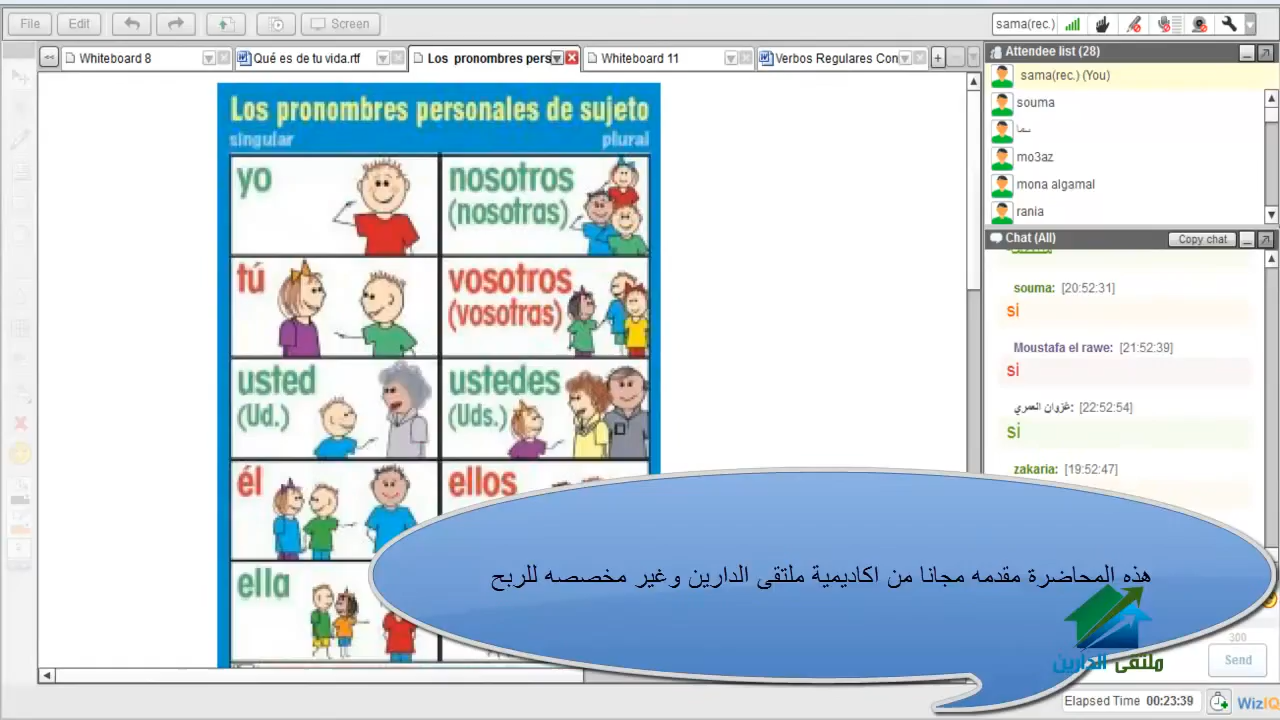 File
Edit
Screen
sama(rec.)
Whiteboard 8
Qué es de tu vida.rtf
Los pronombres pers
Whiteboard 11
Verbos Regulares Con
Attendee list (28)
sama(rec.) (You)
souma
سما
mo3az
mona algamal
rania
Chat (All)
Copy chat
souma: [20:52:31]
si
Moustafa el rawe: [21:52:39]
si
غزوان العمري: [22:52:54]
si
zakaria: [19:52:47]
Los pronombres personales de sujeto
singular plural
yo
nosotros
(nosotras)
tú
vosotros
(vosotras)
usted
(Ud.)
ustedes
(Uds.)
él
ellos
ella
هذه المحاضرة مقدمه مجانا من اكاديمية ملتقى الدارين وغير مخصصه للربح
ملتقى الدارين
300
Send
Elapsed Time 00:23:39
WizIQ